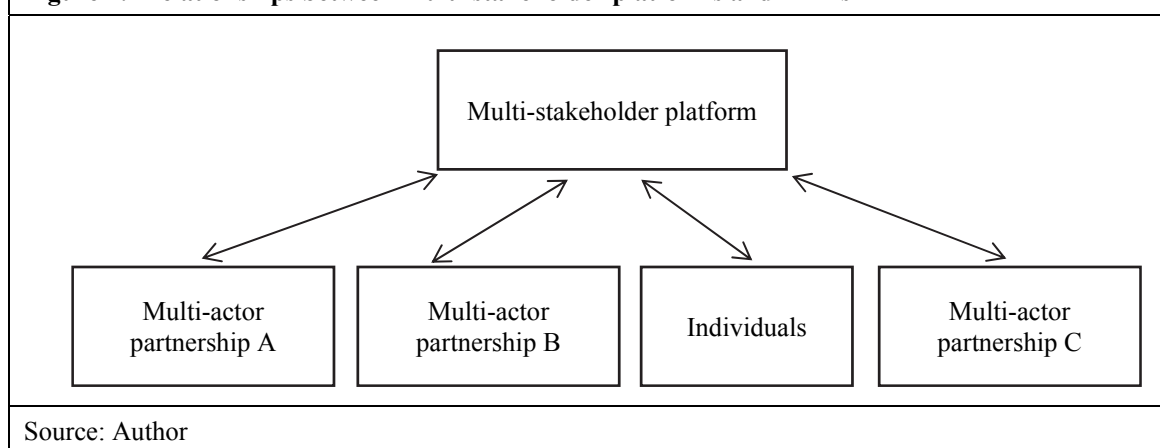 Multi-stakeholder platform
Multi-actor
partnership A
Multi-actor
partnership B
Individuals
Multi-actor
partnership C
Source: Author